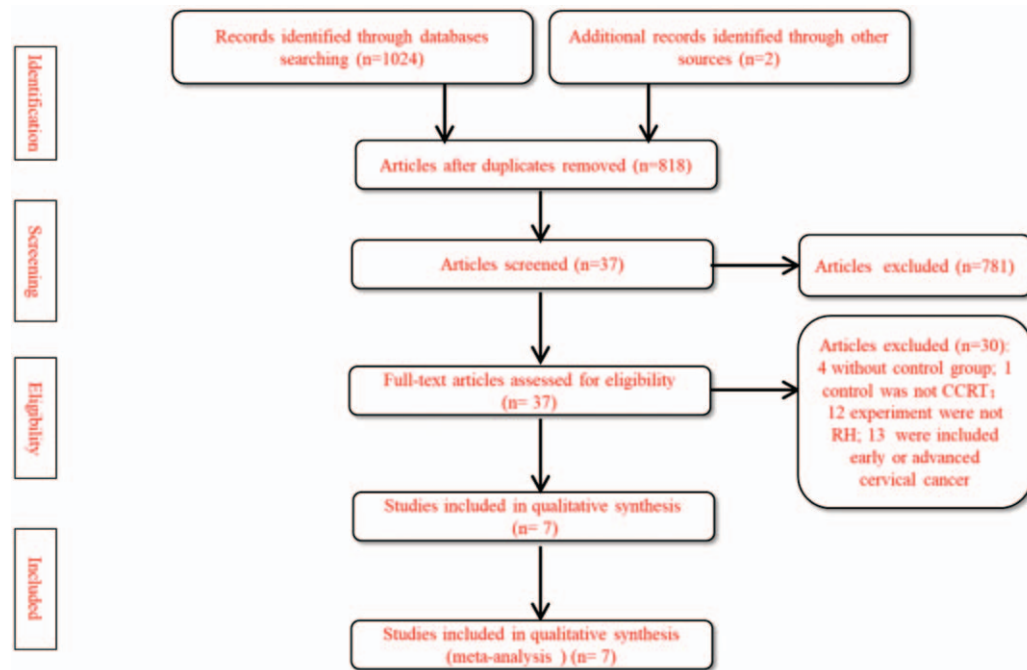 Identification
Records identified through databases
searching (n=1024)
Additional records identified through other
sources (n=2)
Articles after duplicates removed (n=818)
Screening
Articles screened (n=37)
Articles excluded (n=781)
Eligibility
Full-text articles assessed for eligibility
(n= 37)
Articles excluded (n=30):
4 without control group; 1
control was not CCRT;
12 experiment were not
RH; 13 were included
early or advanced
cervical cancer
Included
Studies included in qualitative synthesis
(n= 7)
Studies included in qualitative synthesis
(meta-analysis ) (n= 7)